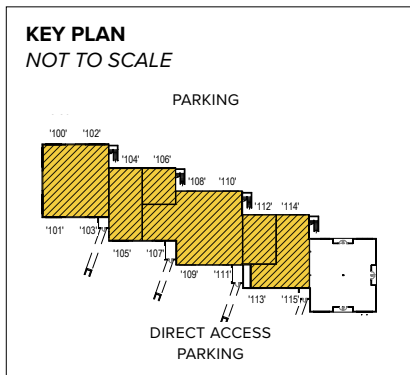 KEY PLAN
NOT TO SCALE
PARKING
'100' '102'
'104' '106'
'108' '110'
'112' '114'
'101' '103'
'105' '107'
'109' '111'
'113' '115'
DIRECT ACCESS
PARKING